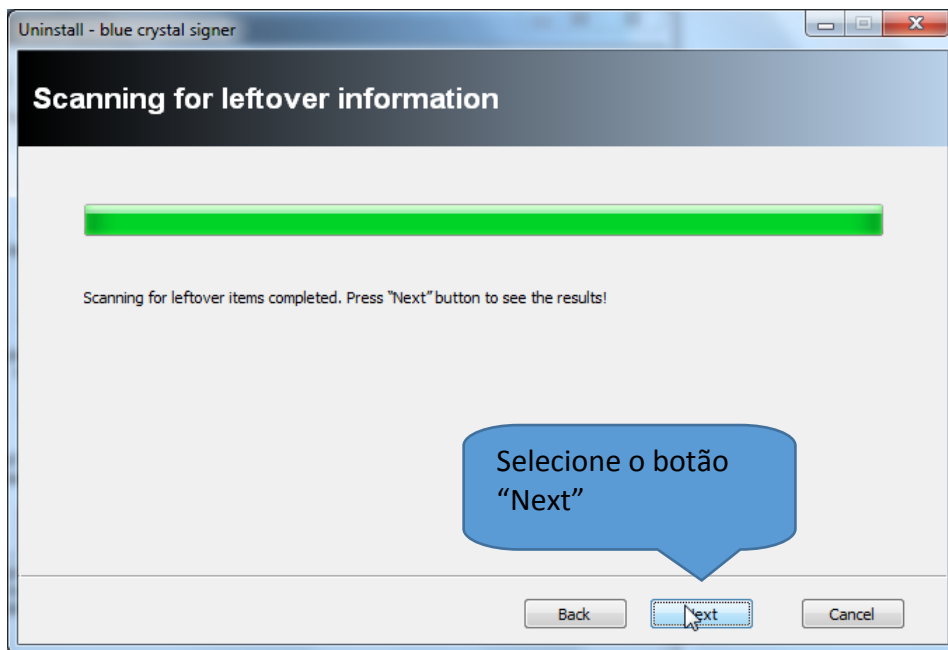 Uninstall - blue crystal signer
Scanning for leftover information
Scanning for leftover items completed. Press "Next" button to see the results!
Selecione o botão
“Next”
Back Next Cancel